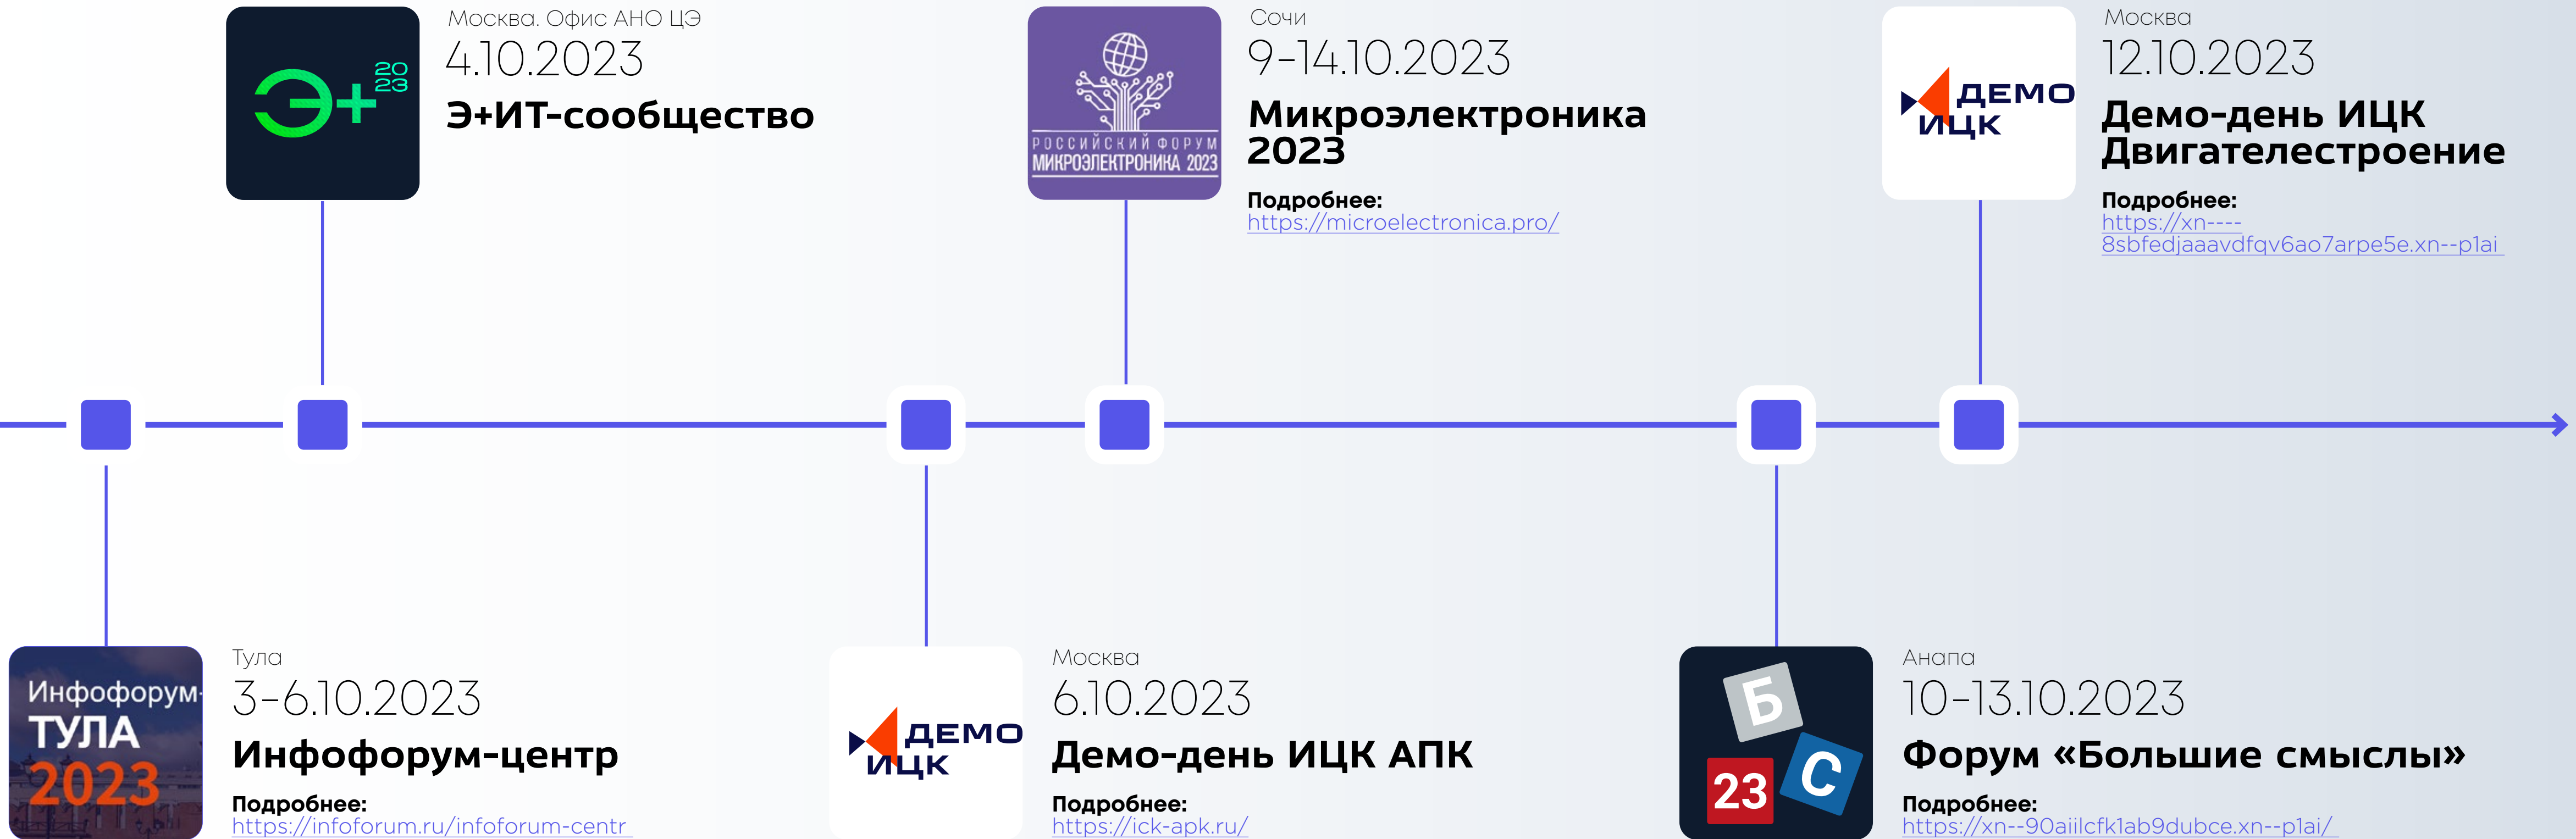 Москва. Офис АНО ЦЭ
4.10.2023
Э+ИТ-сообщество
Э+
20
23
Сочи
9-14.10.2023
Микроэлектроника
2023
Подробнее:
https://microelectronica.pro/
РОССИЙСКИЙ ФОРУМ
МИКРОЭЛЕКТРОНИКА 2023
Москва
12.10.2023
Демо-день ИЦК
Двигателестроение
Подробнее:
https://xn----
8sbfedjaaavdfqv6ao7arpe5e.xn--p1ai
ДЕМО
ИЦК
Инфофорум-
ТУЛА
2023
Тула
3-6.10.2023
Инфофорум-центр
Подробнее:
https://infoforum.ru/infoforum-centr
ДЕМО
ИЦК
Москва
6.10.2023
Демо-день ИЦК АПК
Подробнее:
https://ick-apk.ru/
Б
С
23
Анапа
10-13.10.2023
Форум «Большие смыслы»
Подробнее:
https://xn--90aiilcfk1ab9dubce.xn--p1ai/